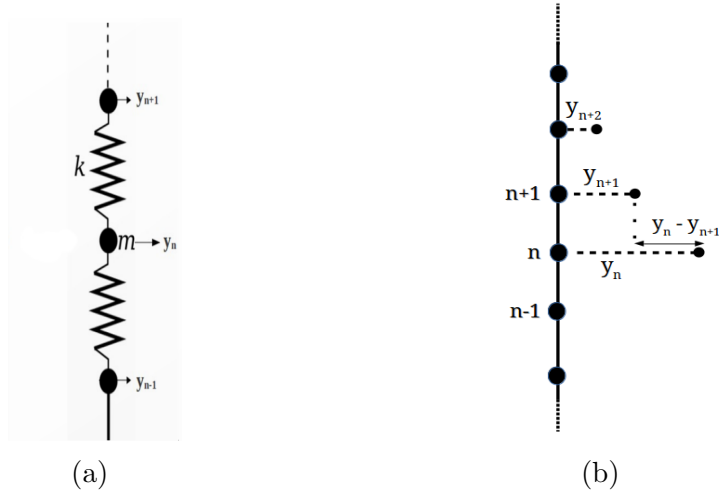 yₙ₊₁
k
m
yₙ
yₙ₋₁
(a)
yₙ₊₂
n+1
yₙ₊₁
yₙ - yₙ₊₁
n
yₙ
n-1
(b)